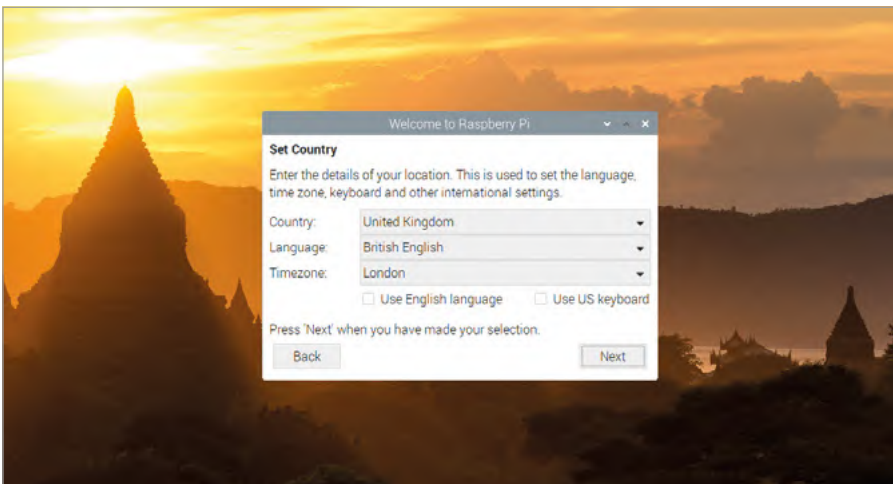 Welcome to Raspberry Pi
Set Country
Enter the details of your location. This is used to set the language,
time zone, keyboard and other international settings.
Country: United Kingdom
Language: British English
Timezone: London
Use English language Use US keyboard
Press 'Next' when you have made your selection.
Back Next